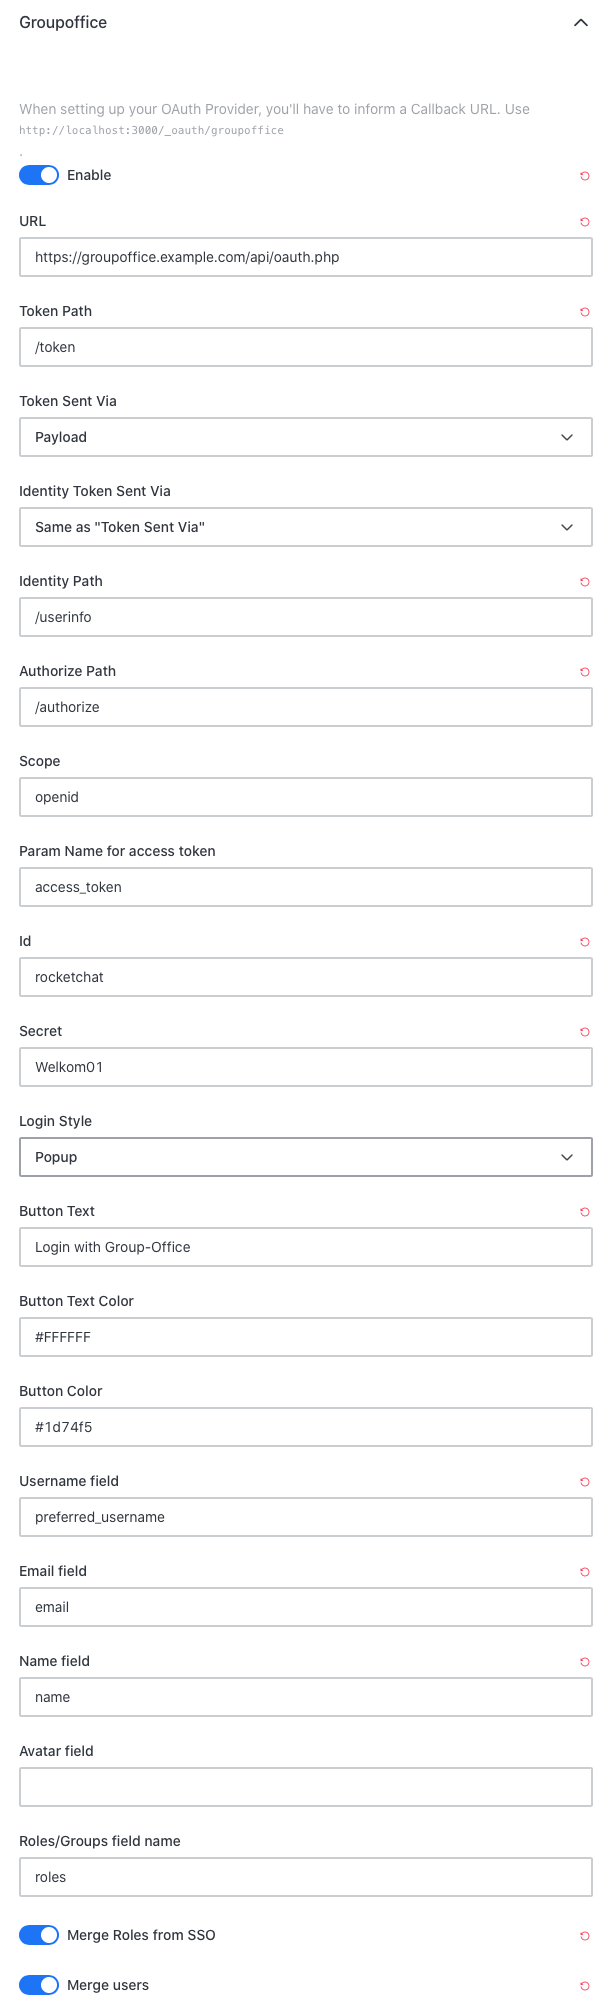 Groupoffice
When setting up your OAuth Provider, you'll have to inform a Callback URL. Use
http://localhost:3000/_oauth/groupoffice
.
Enable
URL
https://groupoffice.example.com/api/oauth.php
Token Path
/token
Token Sent Via
Payload
Identity Token Sent Via
Same as "Token Sent Via"
Identity Path
/userinfo
Authorize Path
/authorize
Scope
openid
Param Name for access token
access_token
Id
rocketchat
Secret
Welkom01
Login Style
Popup
Button Text
Login with Group-Office
Button Text Color
#FFFFFF
Button Color
#1d74f5
Username field
preferred_username
Email field
email
Name field
name
Avatar field
Roles/Groups field name
roles
Merge Roles from SSO
Merge users